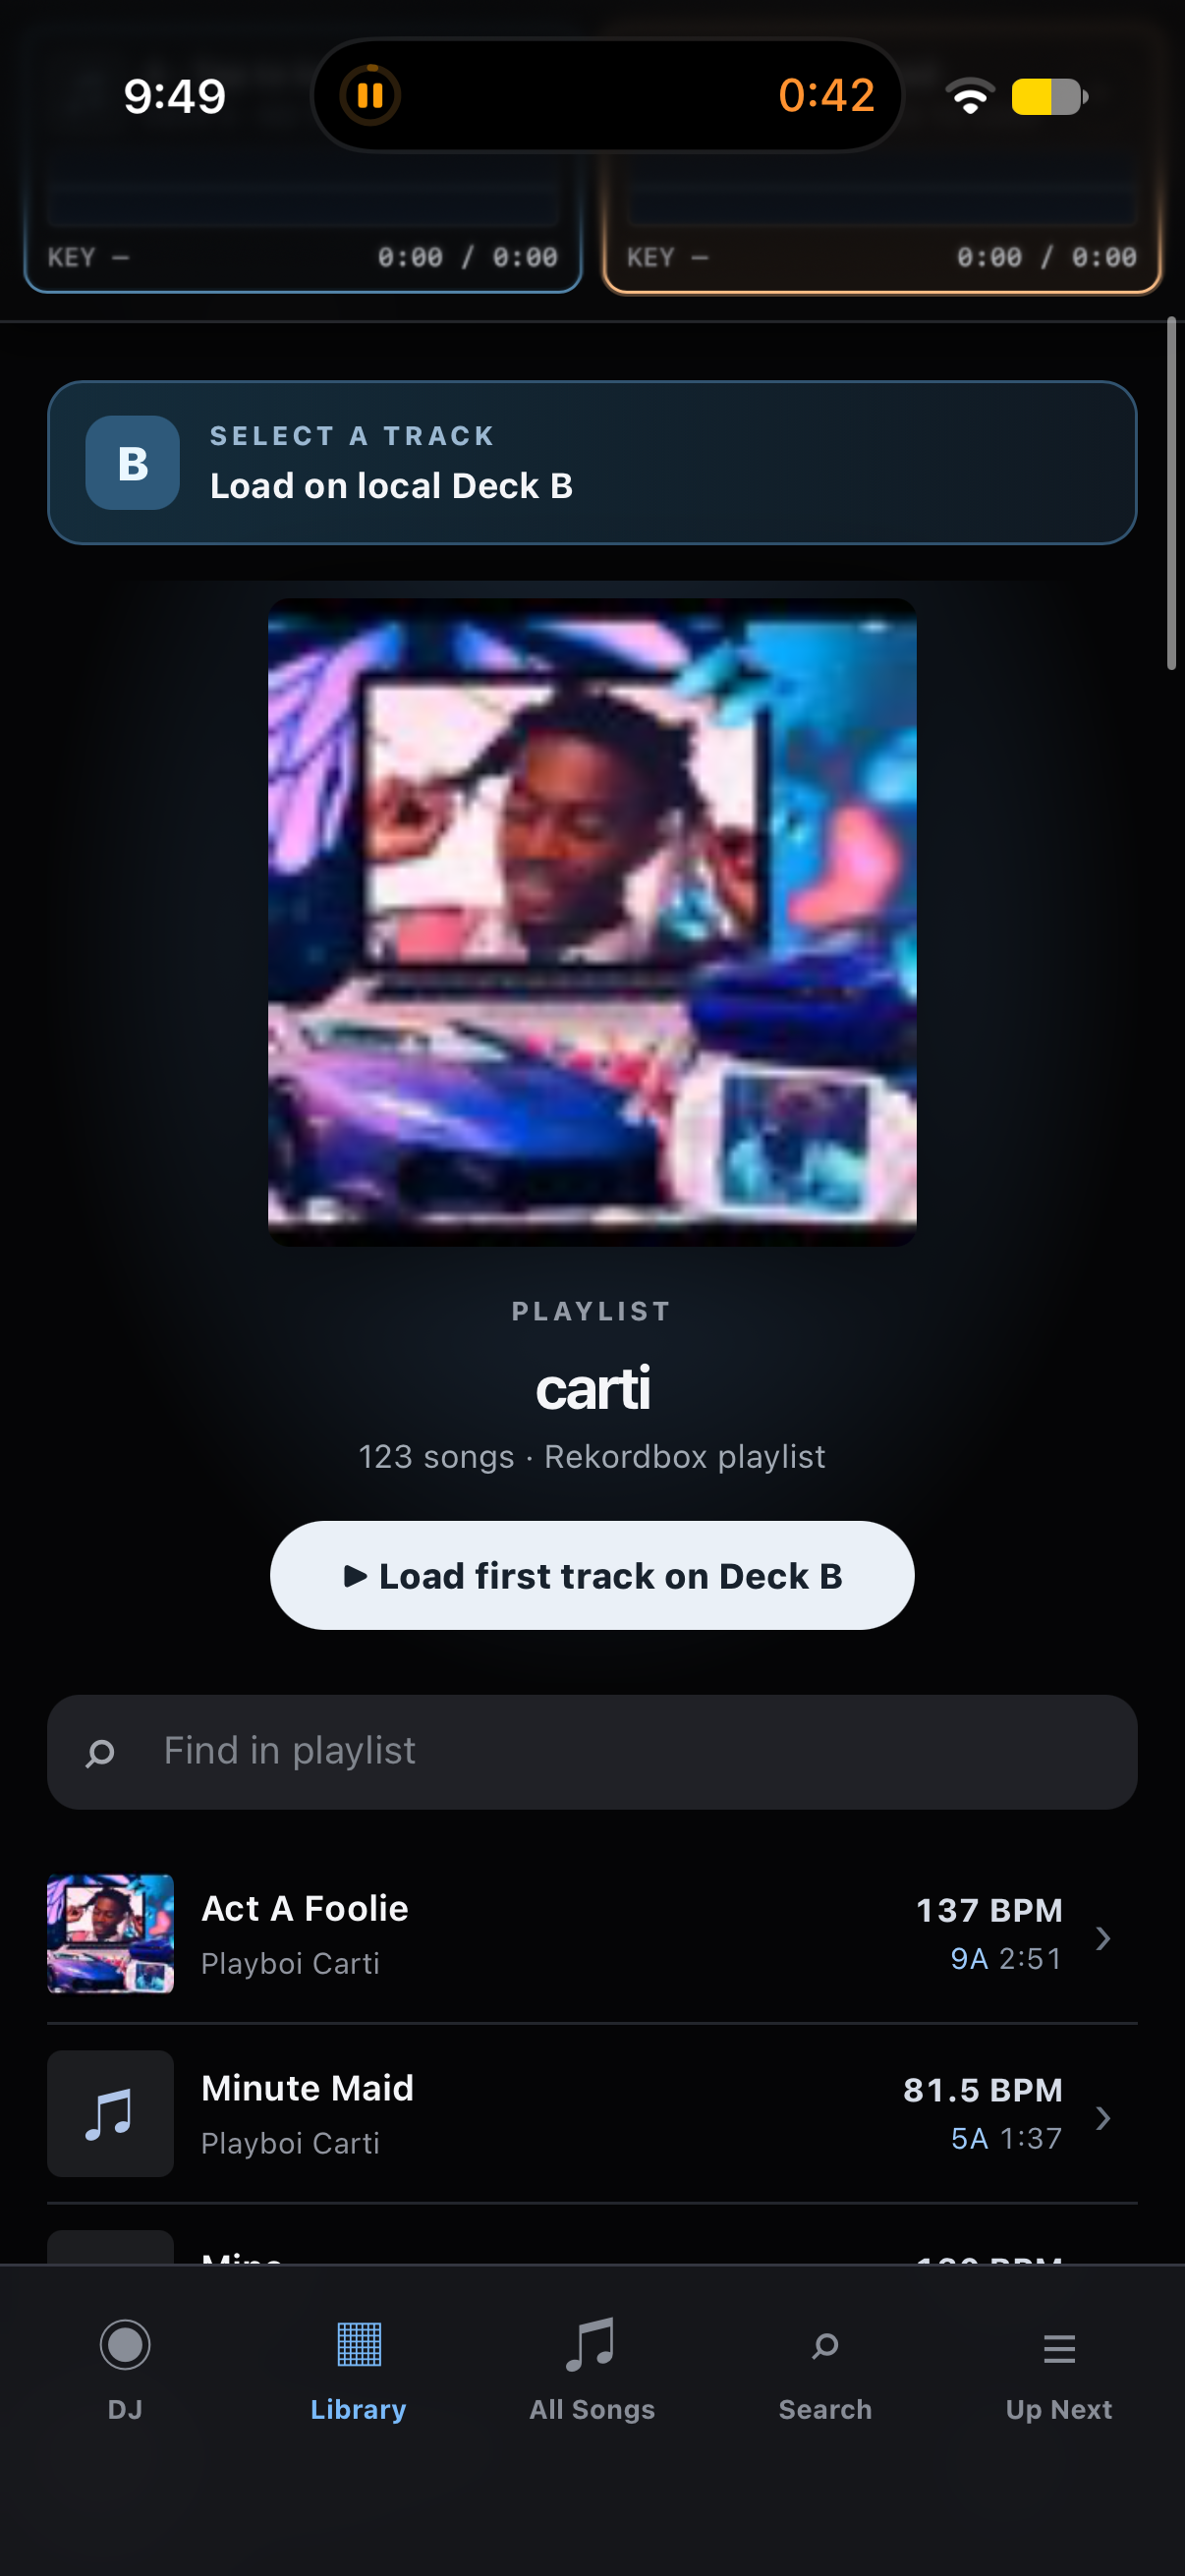 9:49
0:42
KEY — 0:00 / 0:00
KEY — 0:00 / 0:00
B
SELECT A TRACK
Load on local Deck B
PLAYLIST
carti
123 songs · Rekordbox playlist
Load first track on Deck B
Find in playlist
Act A Foolie
137 BPM
Playboi Carti
9A 2:51
Minute Maid
81.5 BPM
Playboi Carti
5A 1:37
DJ
Library
All Songs
Search
Up Next